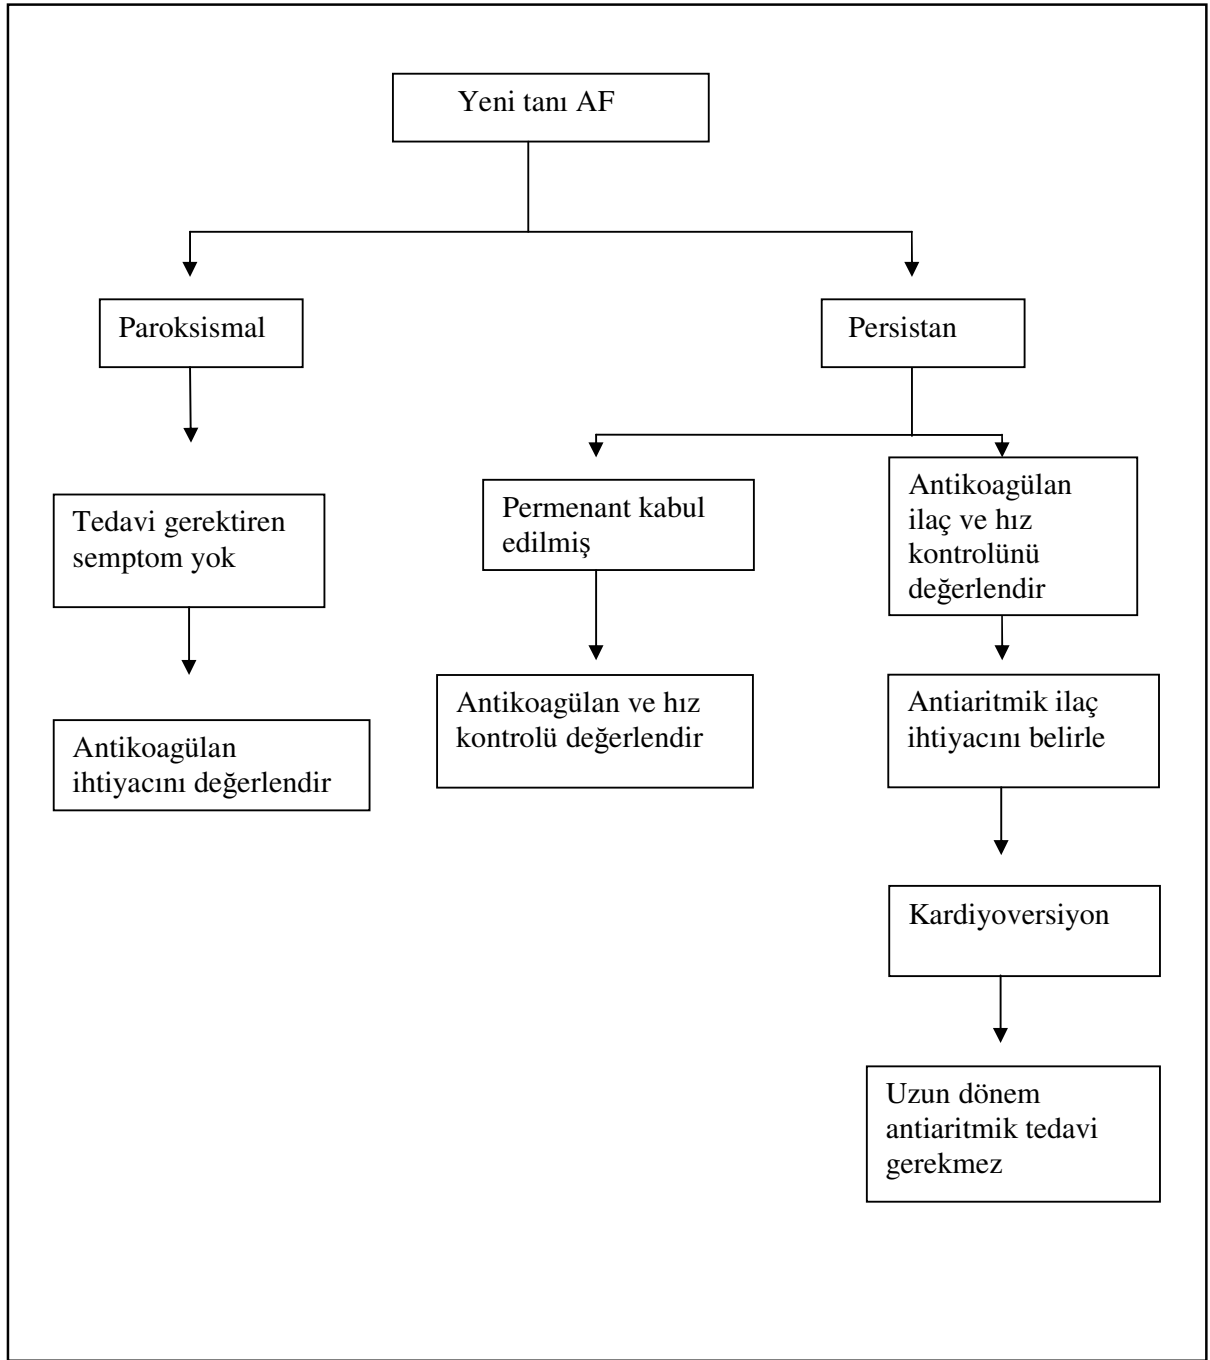 Yeni tanı AF
Paroksismal
Persistan
Tedavi gerektiren
semptom yok
Permenant kabul
edilmiş
Antikoagülan
ilaç ve hız
kontrolünü
değerlendir
Antikoagülan
ihtiyacını değerlendir
Antikoagülan ve hız
kontrolü değerlendir
Antiaritmik ilaç
ihtiyacını belirle
Kardiyoversiyon
Uzun dönem
antiaritmik tedavi
gerekmez